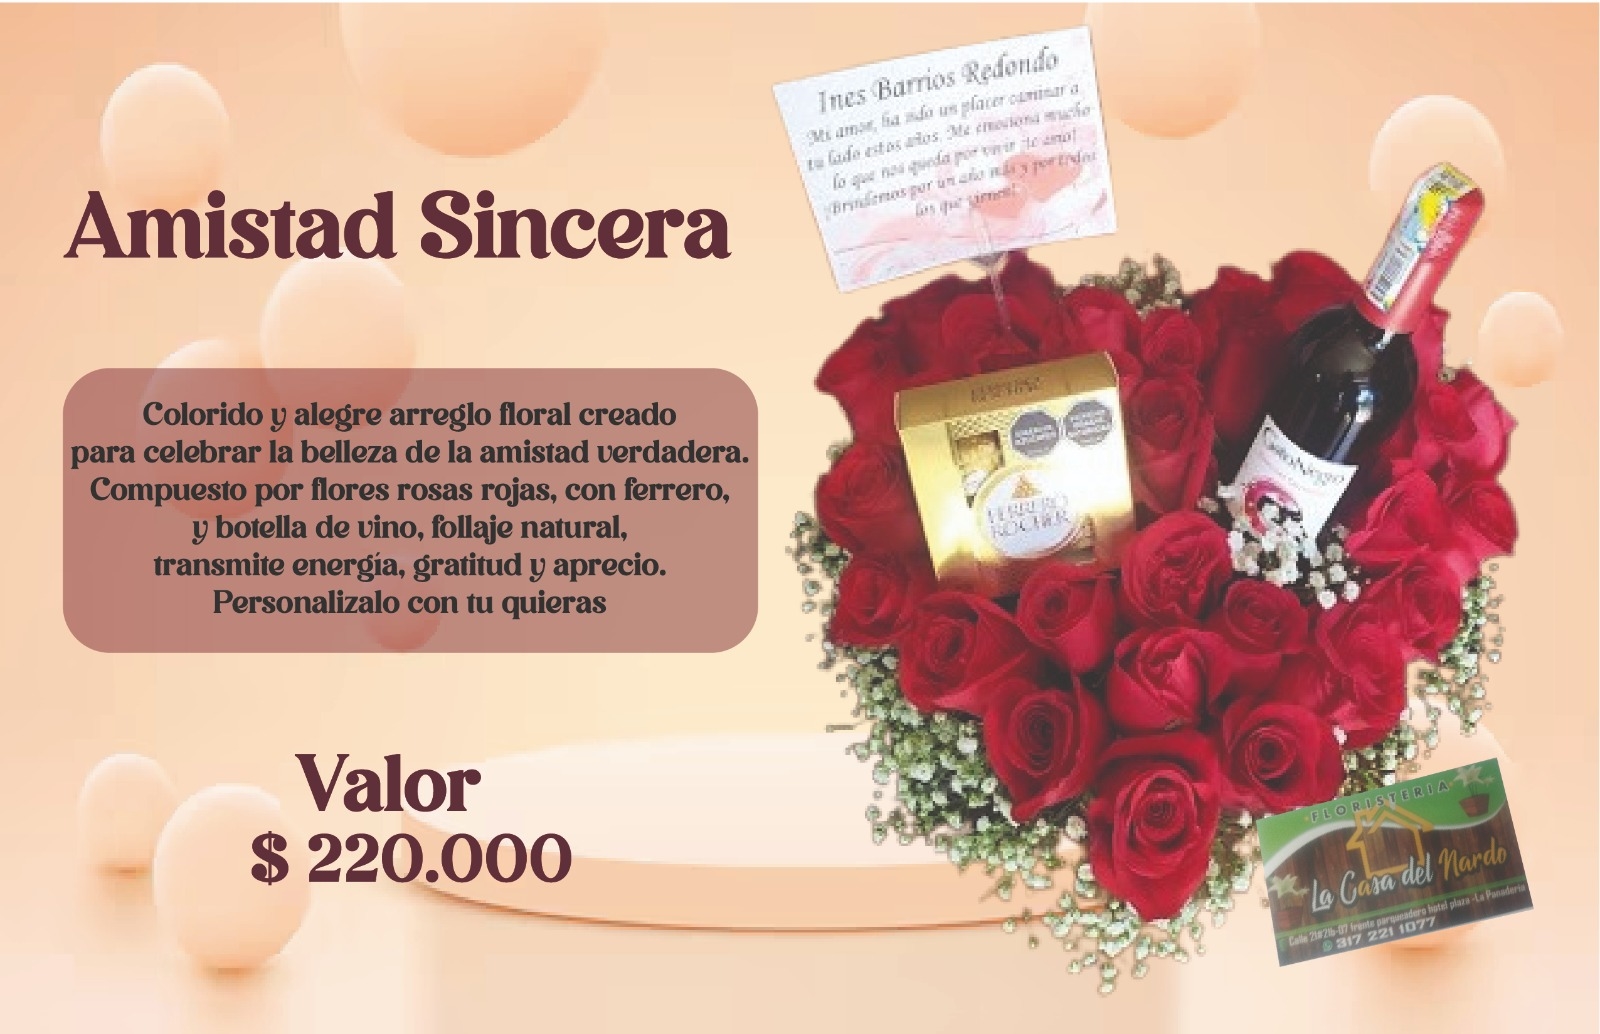 Ines Barrios Redondo
Mi amor, ha sido un placer caminar a
tu lado estos años. Me emociona mucho
lo que nos queda por vivir ¡te amo!
¡Brindemos por un año más y por todos
los que vienen!
Amistad Sincera
Colorido y alegre arreglo floral creado
para celebrar la belleza de la amistad verdadera.
Compuesto por flores rosas rojas, con ferrero,
y botella de vino, follaje natural,
transmite energía, gratitud y aprecio.
Personalizalo con tu quieras
FERRERO
ROCHER
Valor
$ 220.000
FLORISTERIA
La Casa del Nardo
Calle 21#21b-07 frente parqueadero hotel plaza -La Panaderia
317 221 1077